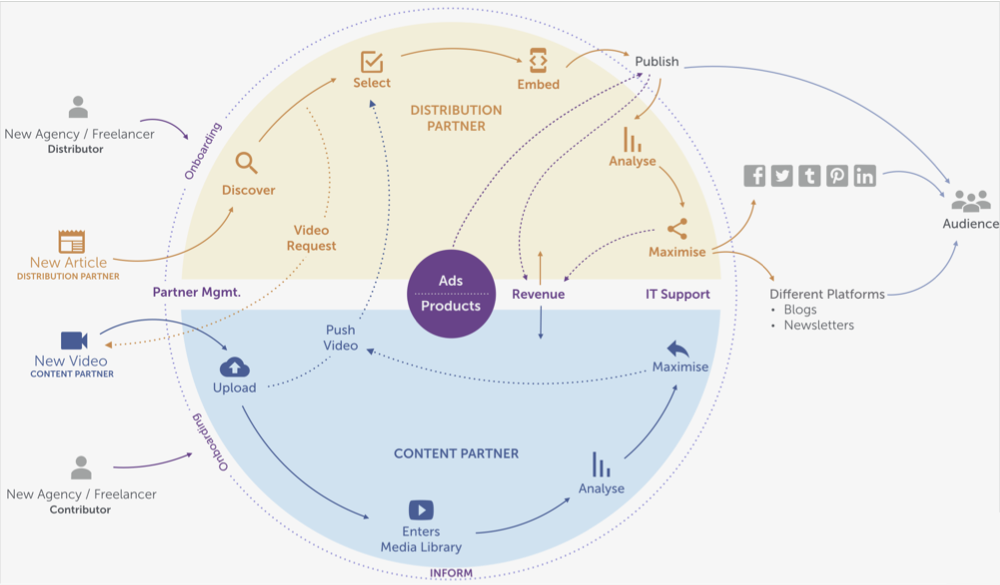 Publish
Select
Embed
DISTRIBUTION
PARTNER
New Agency / Freelancer
Distributor
Onboarding
Analyse
Discover
f t p in
Audience
Video
Request
New Article
DISTRIBUTION PARTNER
Maximise
Ads
Products
Partner Mgmt.
Revenue
IT Support
Different Platforms
• Blogs
• Newsletters
Push
Video
New Video
CONTENT PARTNER
Upload
Maximise
Onboarding
CONTENT PARTNER
New Agency / Freelancer
Contributor
Analyse
Enters
Media Library
INFORM